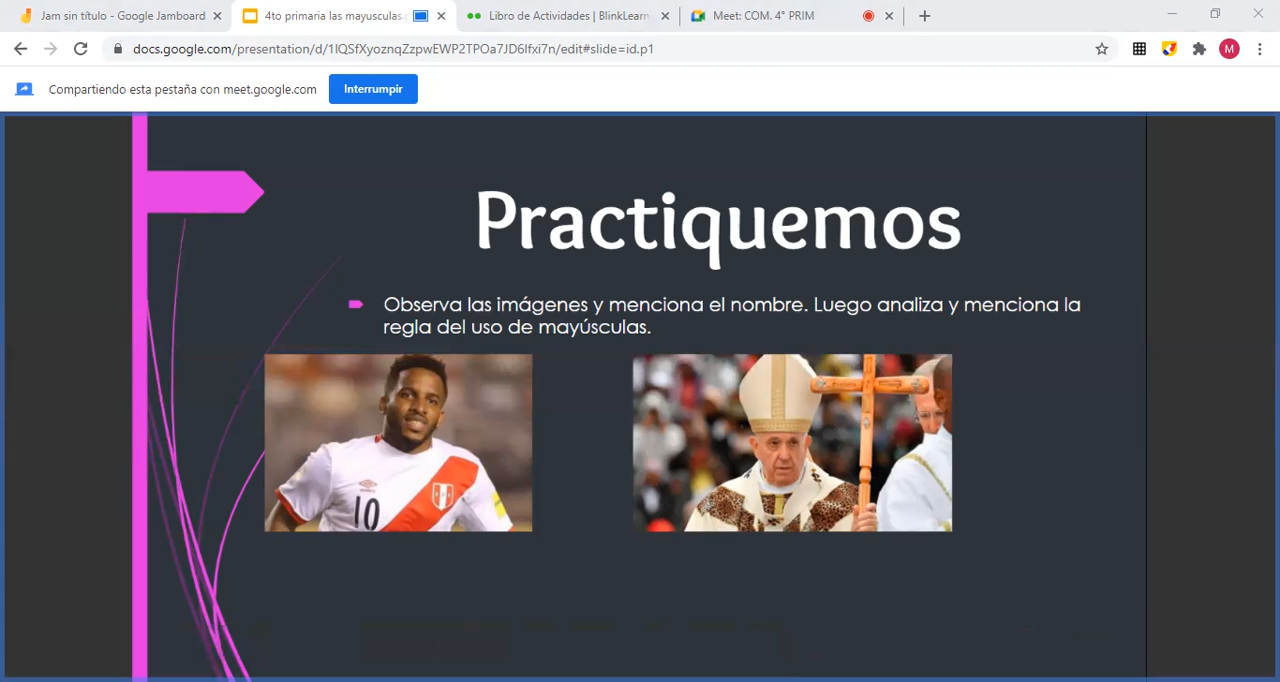 Jam sin título - Google Jamboard
4to primaria las mayusculas.
Libro de Actividades | BlinkLearn
Meet: COM. 4° PRIM
docs.google.com/presentation/d/1IQSfXyoznqZzpwEWP2TPOa7JD6Ifxi7n/edit#slide=id.p1
M
Compartiendo esta pestaña con meet.google.com
Interrumpir
Practiquemos
Observa las imágenes y menciona el nombre. Luego analiza y menciona la
regla del uso de mayúsculas.
10